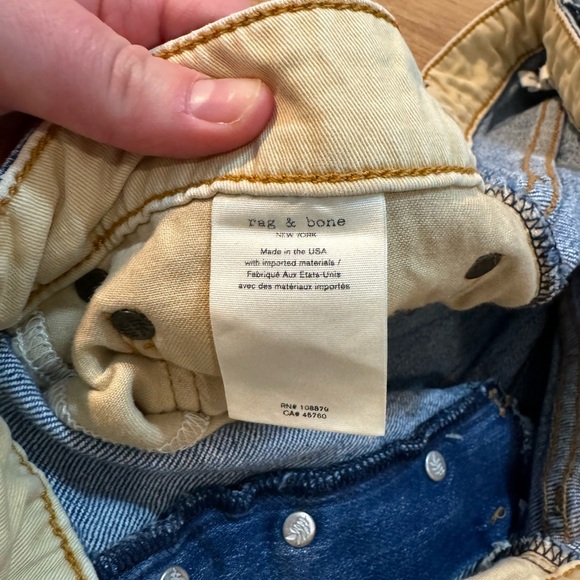 rag & bone
NEW YORK
Made in the USA
with imported materials /
Fabriqué Aux Etats-Unis
avec des matériaux importés
RN# 108879
CA# 45760